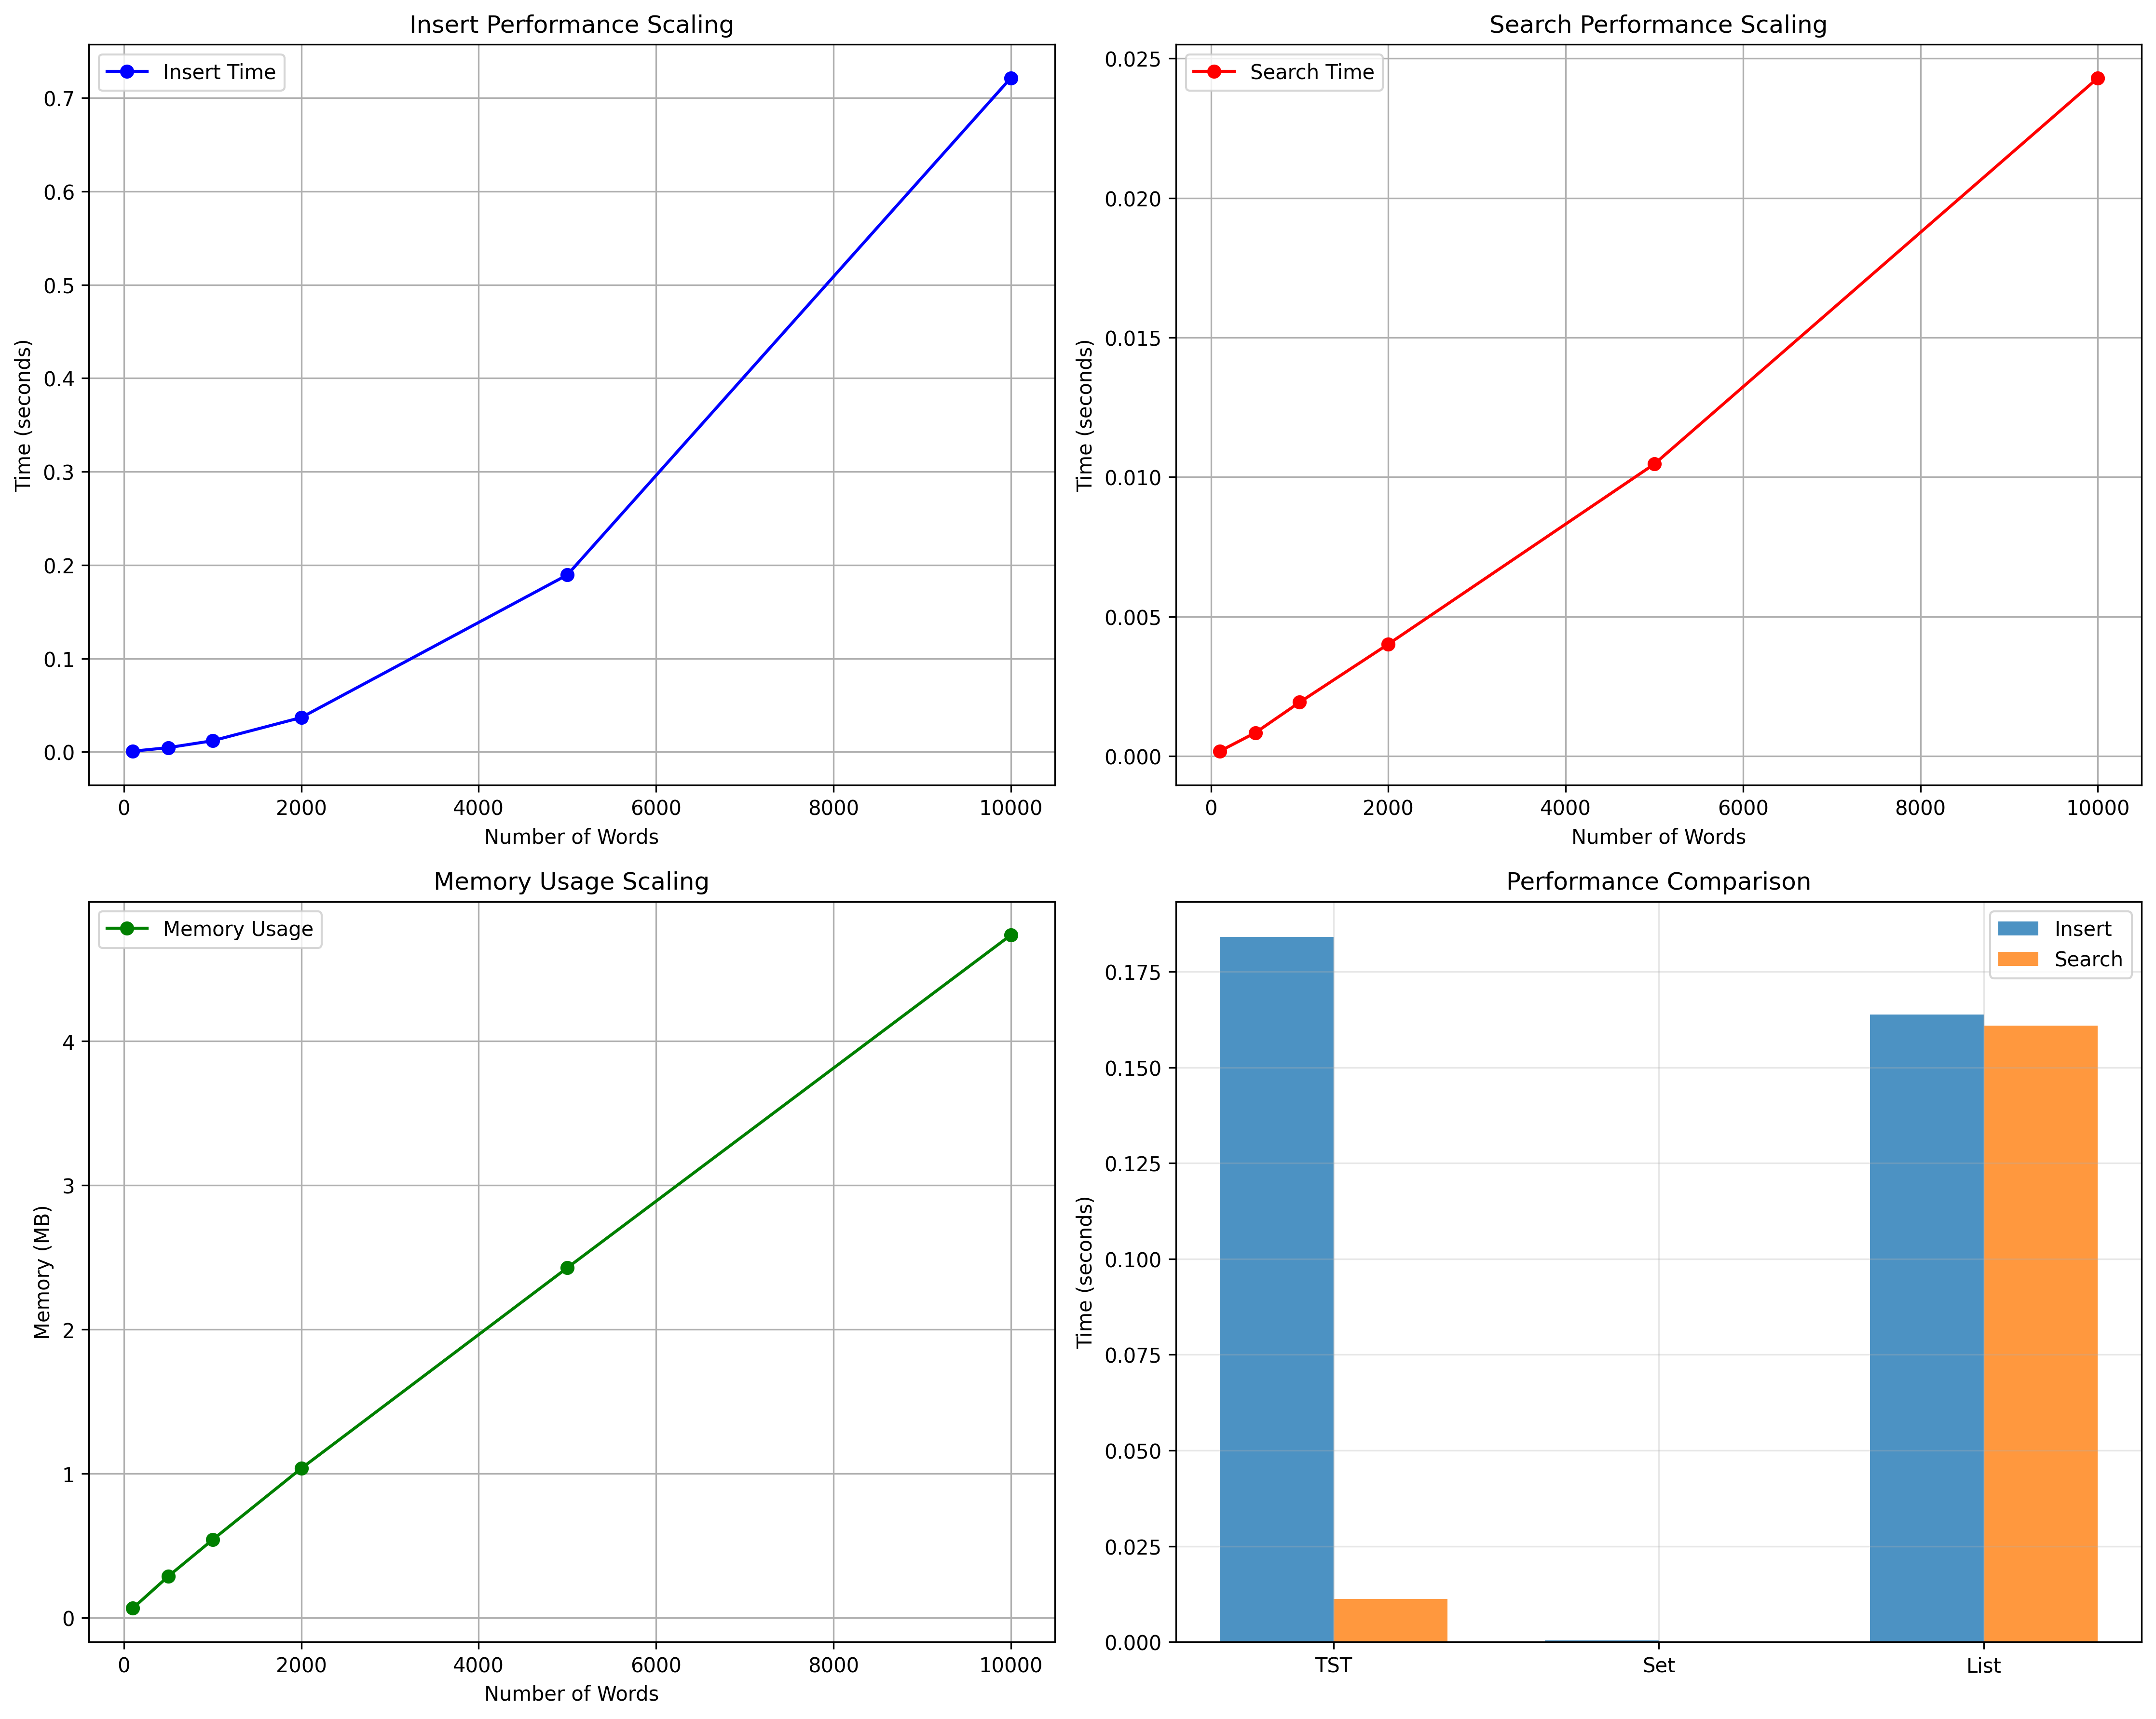 Insert Performance Scaling
Insert Time
0.7
0.6
0.5
0.4
0.3
0.2
0.1
0.0
Time (seconds)
0 2000 4000 6000 8000 10000
Number of Words
Search Performance Scaling
Search Time
0.025
0.020
0.015
0.010
0.005
0.000
Time (seconds)
0 2000 4000 6000 8000 10000
Number of Words
Memory Usage Scaling
Memory Usage
4
3
2
1
0
Memory (MB)
0 2000 4000 6000 8000 10000
Number of Words
Performance Comparison
Insert
Search
0.175
0.150
0.125
0.100
0.075
0.050
0.025
0.000
Time (seconds)
TST Set List